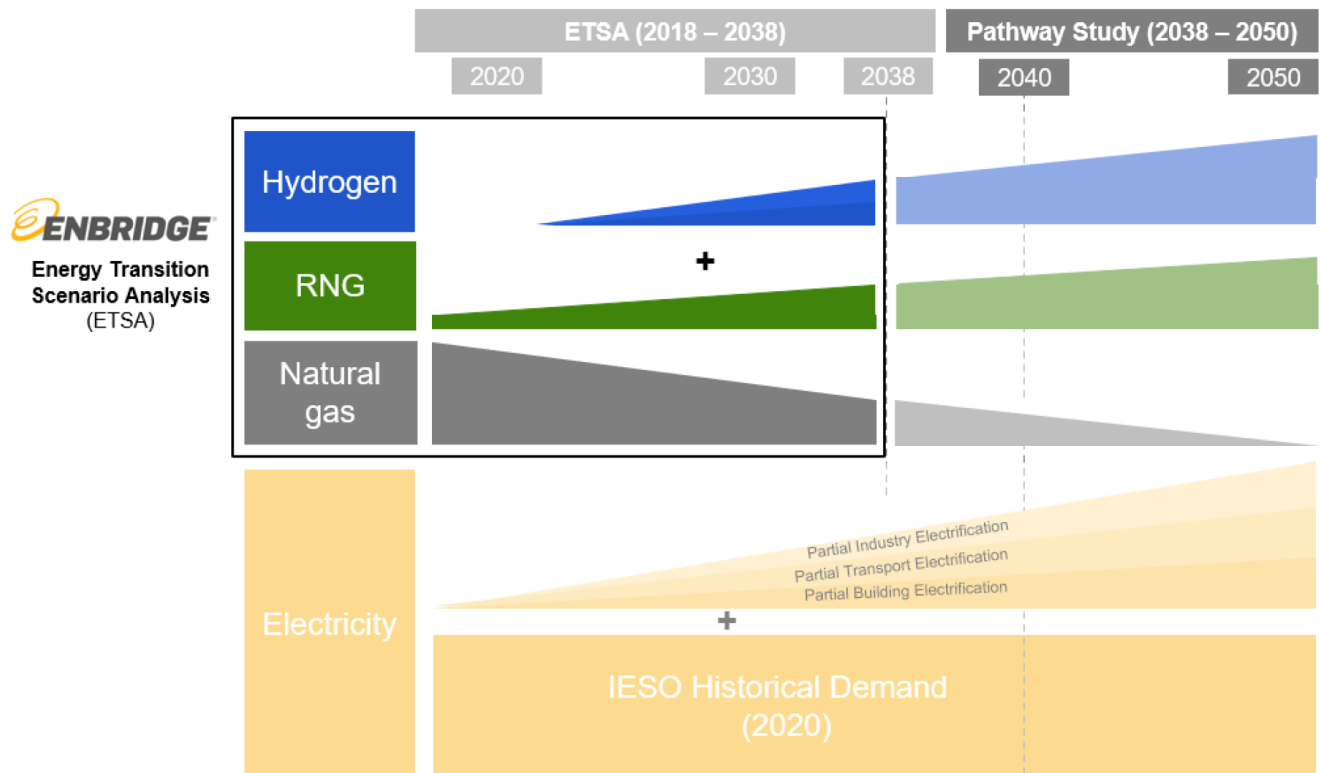 ETSA (2018 – 2038)
Pathway Study (2038 – 2050)
2020
2030
2038
2040
2050
Hydrogen
ENBRIDGE
Energy Transition
Scenario Analysis
(ETSA)
+
RNG
Natural
gas
Partial Industry Electrification
Partial Transport Electrification
Partial Building Electrification
Electricity
+
IESO Historical Demand
(2020)